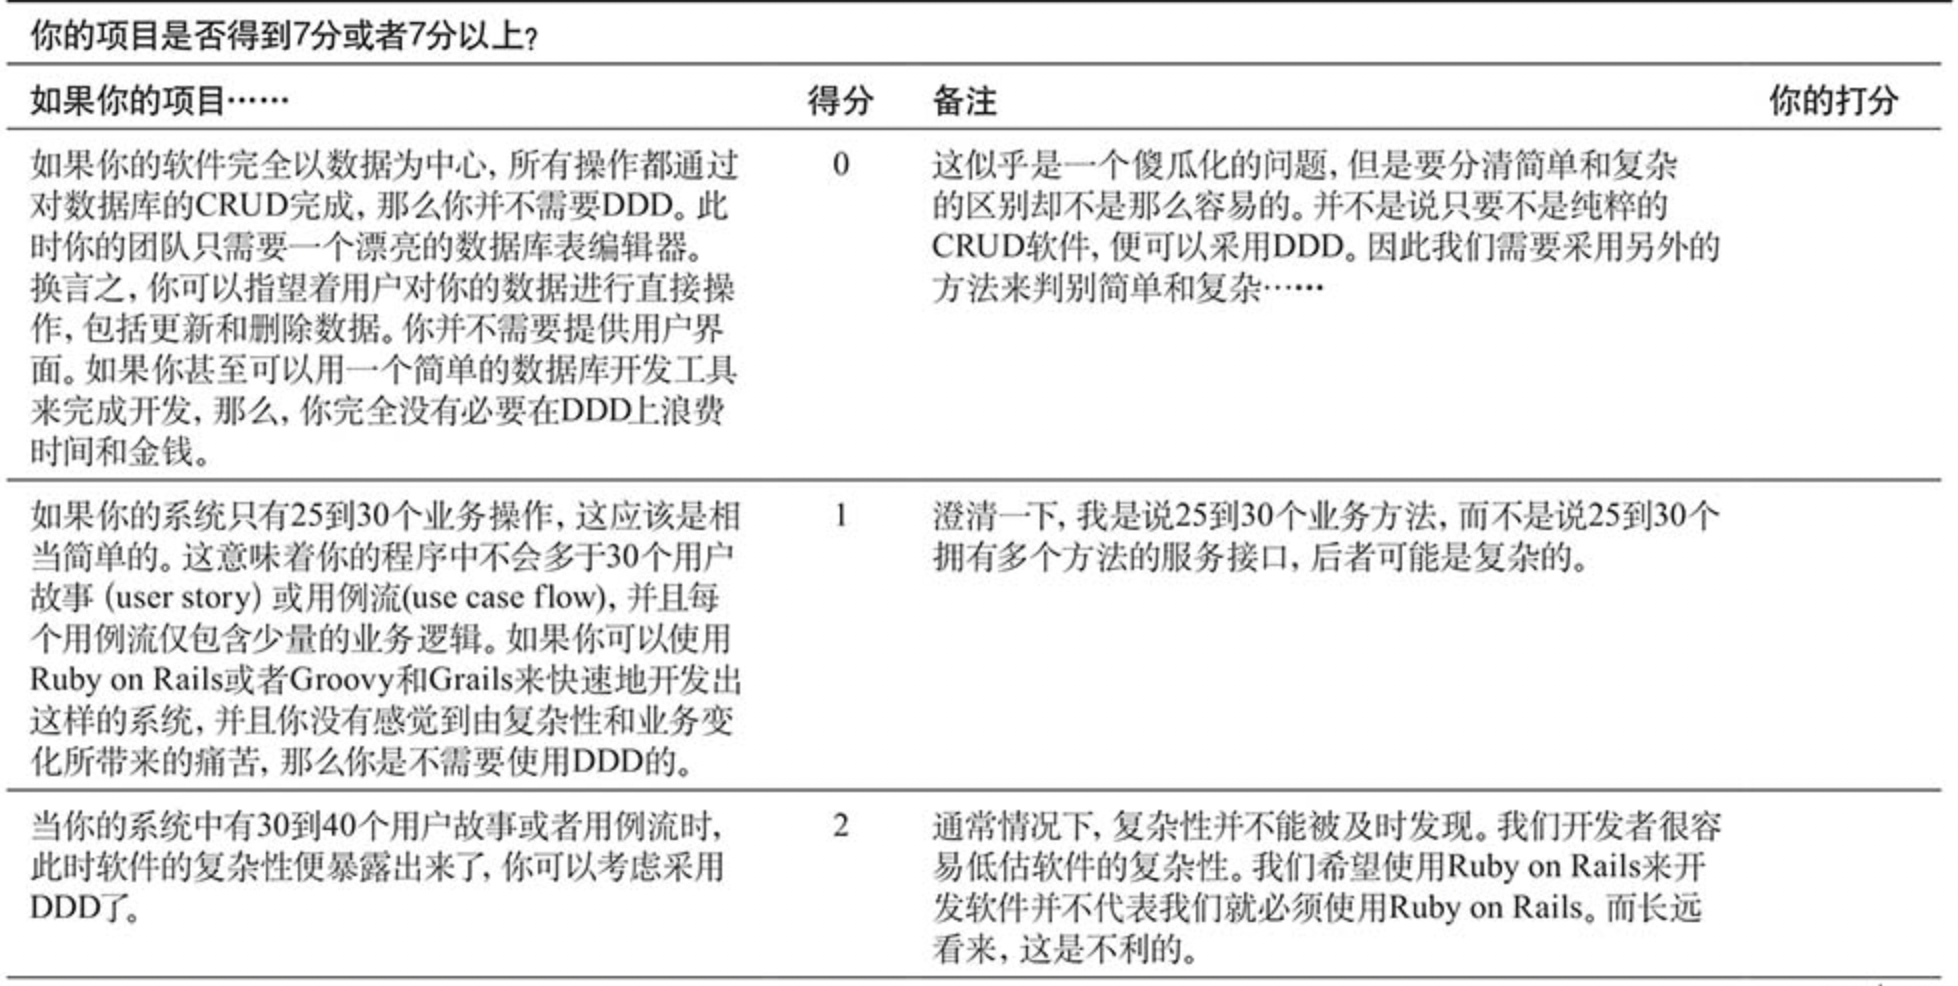 你的项目是否得到7分或者7分以上？
如果你的项目…… 得分 备注 你的打分
如果你的软件完全以数据为中心，所有操作都通过
对数据库的CRUD完成，那么你并不需要DDD。此
时你的团队只需要一个漂亮的数据库表编辑器。
换言之，你可以指望着用户对你的数据进行直接操
作，包括更新和删除数据。你并不需要提供用户界
面。如果你甚至可以用一个简单的数据库开发工具
来完成开发，那么，你完全没有必要在DDD上浪费
时间和金钱。
0
这似乎是一个傻瓜化的问题，但是要分清简单和复杂
的区别却不是那么容易的。并不是说只要不是纯粹的
CRUD软件，便可以采用DDD。因此我们需要采用另外的
方法来判别简单和复杂……
如果你的系统只有25到30个业务操作，这应该是相
当简单的。这意味着你的程序中不会多于30个用户
故事（user story）或用例流(use case flow)，并且每
个用例流仅包含少量的业务逻辑。如果你可以使用
Ruby on Rails或者Groovy和Grails来快速地开发出
这样的系统，并且你没有感觉到由复杂性和业务变
化所带来的痛苦，那么你是不需要使用DDD的。
1
澄清一下，我是说25到30个业务方法，而不是说25到30个
拥有多个方法的服务接口，后者可能是复杂的。
当你的系统中有30到40个用户故事或者用例流时，
此时软件的复杂性便暴露出来了，你可以考虑采用
DDD了。
2
通常情况下，复杂性并不能被及时发现。我们开发者很容
易低估软件的复杂性。我们希望使用Ruby on Rails来开
发软件并不代表我们就必须使用Ruby on Rails。而长远
看来，这是不利的。